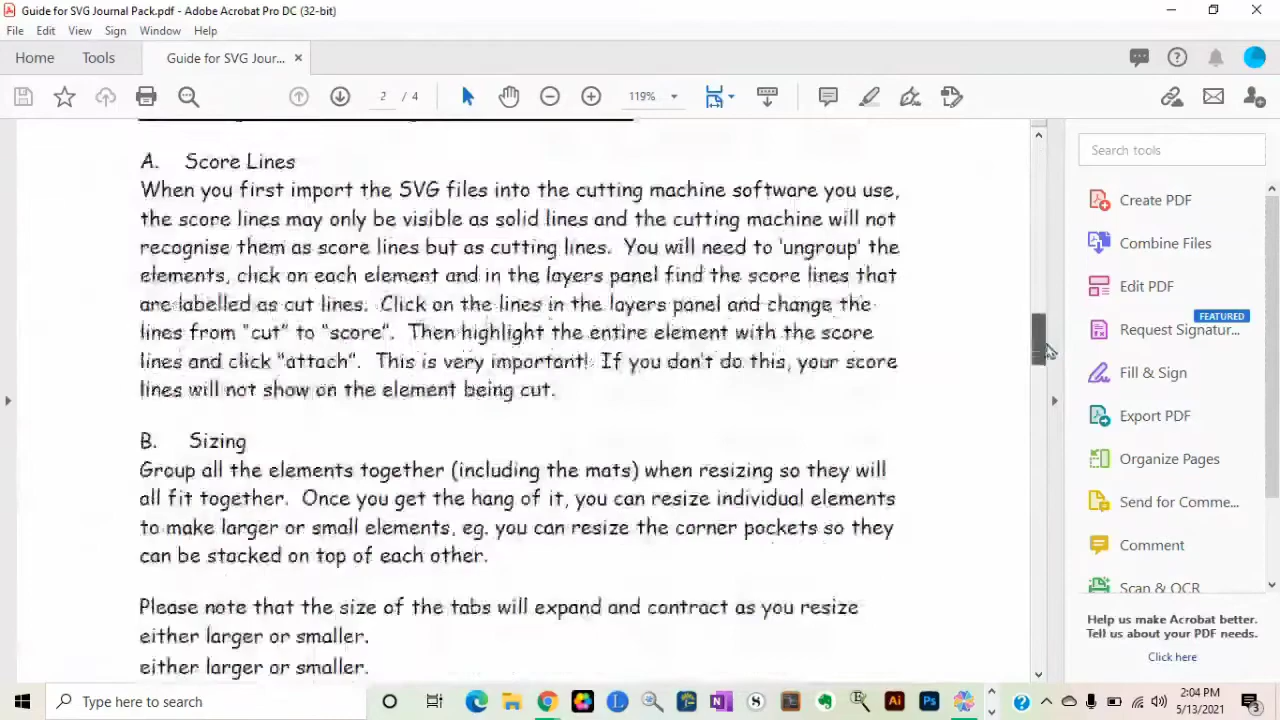 Guide for SVG Journal Pack.pdf - Adobe Acrobat Pro DC (32-bit)
File Edit View Sign Window Help
Home Tools Guide for SVG Jour... ×
2 / 4 119%
A. Score Lines
When you first import the SVG files into the cutting machine software you use,
the score lines may only be visible as solid lines and the cutting machine will not
recognise them as score lines but as cutting lines. You will need to 'ungroup' the
elements, click on each element and in the layers panel find the score lines that
are labelled as cut lines. Click on the lines in the layers panel and change the
lines from "cut" to "score". Then highlight the entire element with the score
lines and click "attach". This is very important! If you don't do this, your score
lines will not show on the element being cut.
B. Sizing
Group all the elements together (including the mats) when resizing so they will
all fit together. Once you get the hang of it, you can resize individual elements
to make larger or small elements, eg. you can resize the corner pockets so they
can be stacked on top of each other.
Please note that the size of the tabs will expand and contract as you resize
either larger or smaller.
either larger or smaller.
Search tools
Create PDF
Combine Files
Edit PDF
FEATURED
Request Signatur...
Fill & Sign
Export PDF
Organize Pages
Send for Comme...
Comment
Scan & OCR
Help us make Acrobat better.
Tell us about your PDF needs.
Click here
Type here to search
2:04 PM
5/13/2021
3